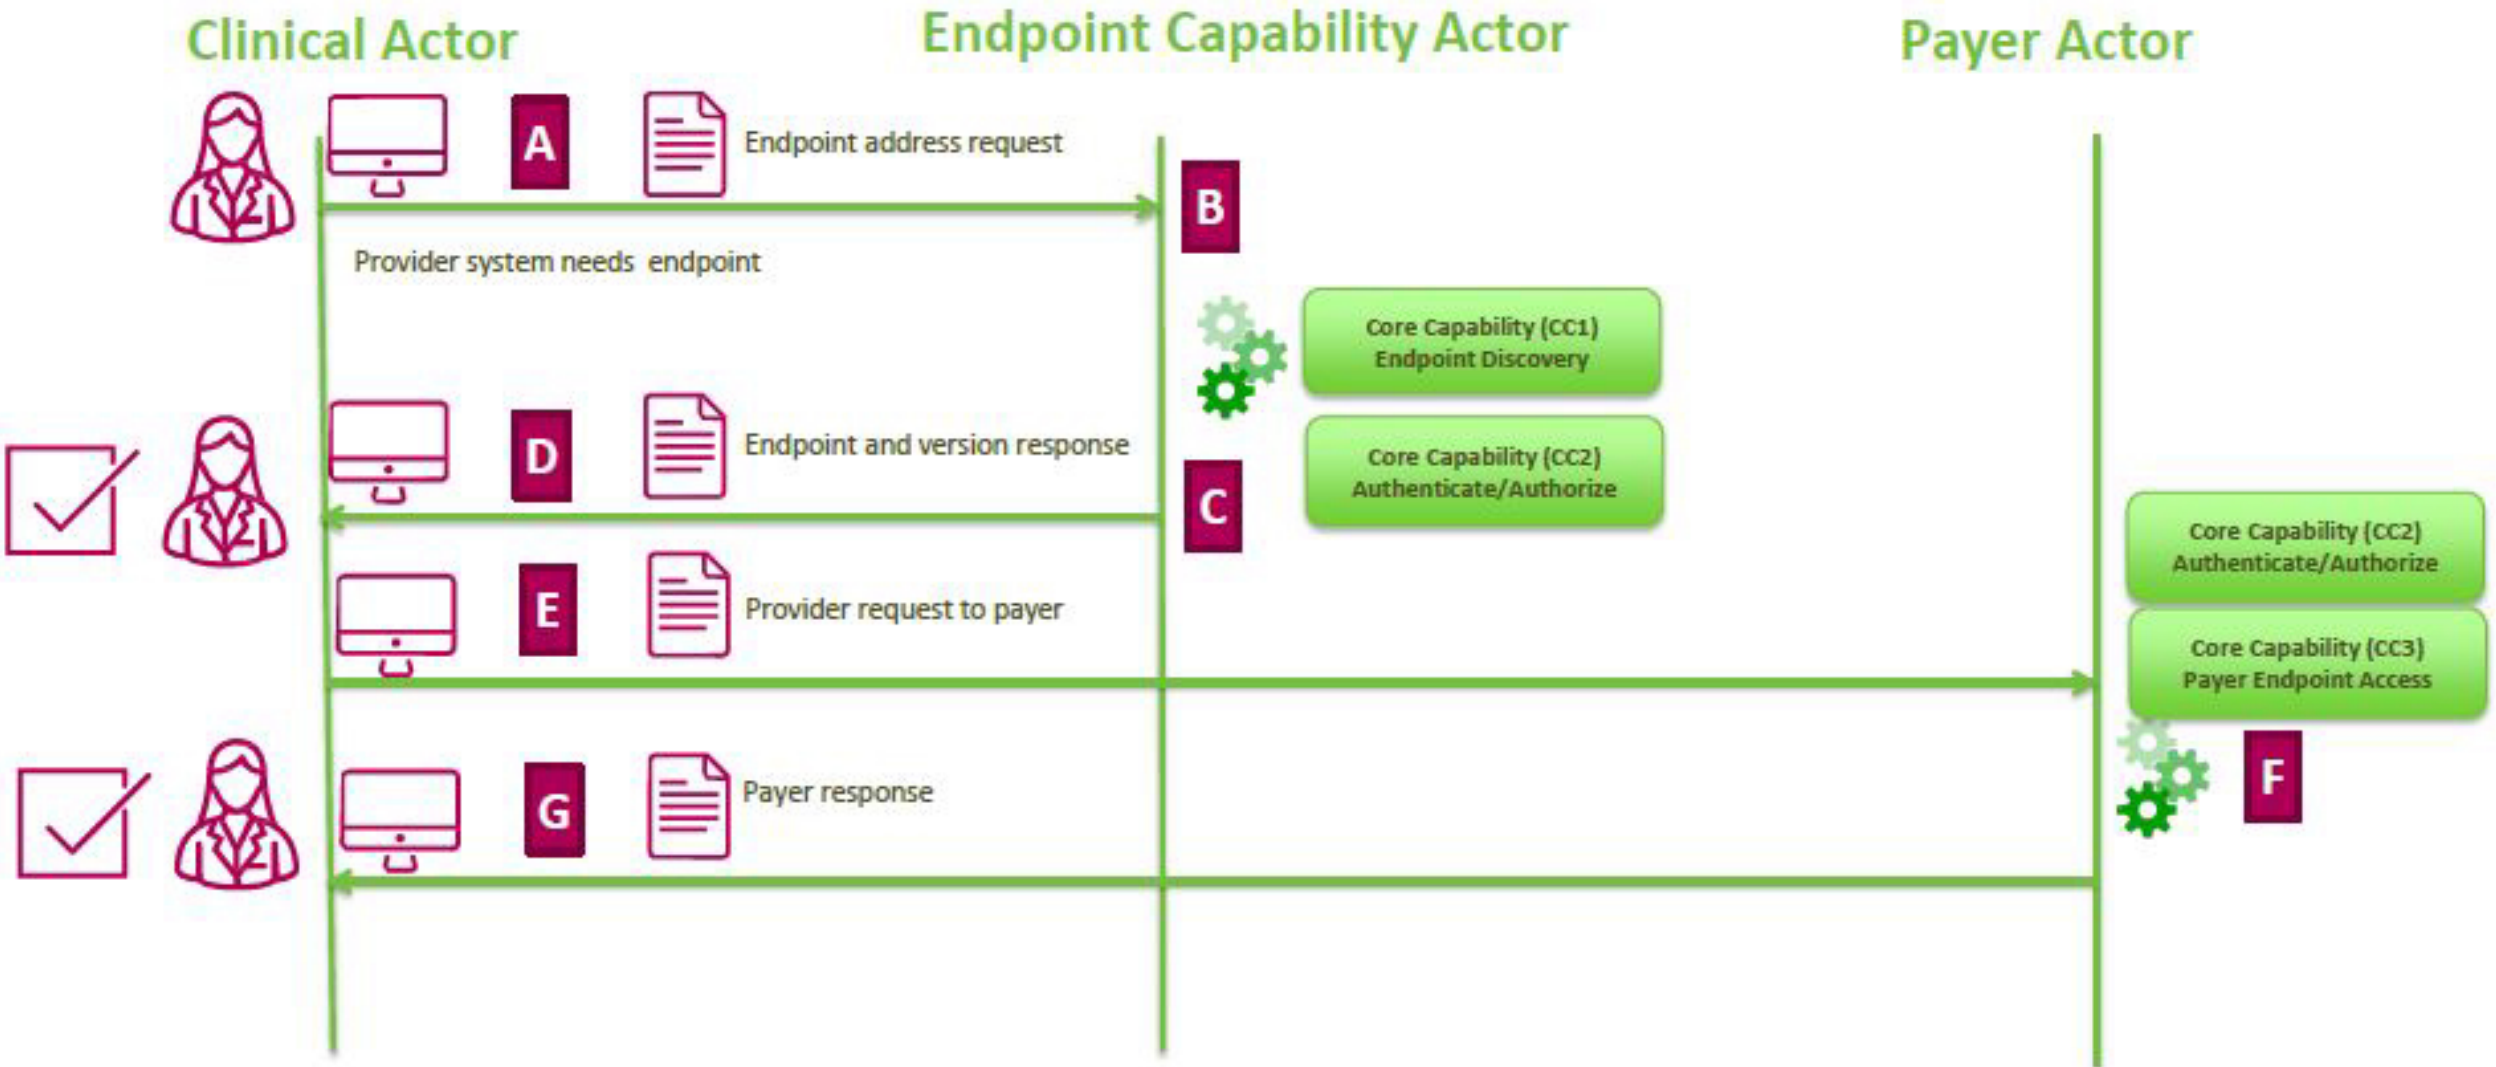 Clinical Actor
Endpoint Capability Actor
Payer Actor
A
Endpoint address request
B
Provider system needs endpoint
Core Capability (CC1)
Endpoint Discovery
D
Endpoint and version response
Core Capability (CC2)
Authenticate/Authorize
C
Core Capability (CC2)
Authenticate/Authorize
E
Provider request to payer
Core Capability (CC3)
Payer Endpoint Access
F
G
Payer response